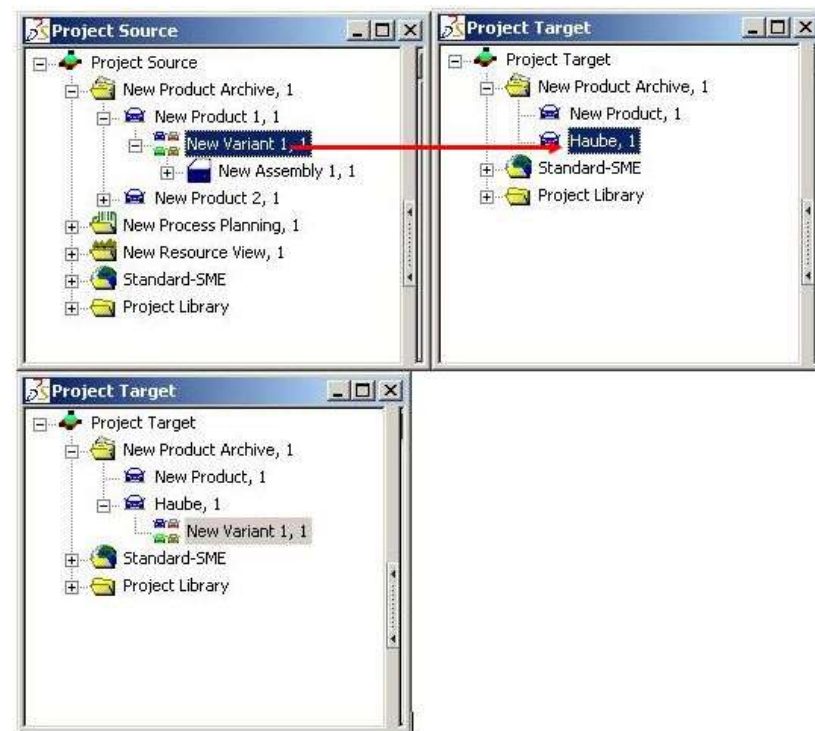 Project Source
Project Source
New Product Archive, 1
New Product 1, 1
New Variant 1, 1
New Assembly 1, 1
New Product 2, 1
New Process Planning, 1
New Resource View, 1
Standard-SME
Project Library
Project Target
Project Target
New Product Archive, 1
New Product, 1
Haube, 1
Standard-SME
Project Library
Project Target
Project Target
New Product Archive, 1
New Product, 1
Haube, 1
New Variant 1, 1
Standard-SME
Project Library